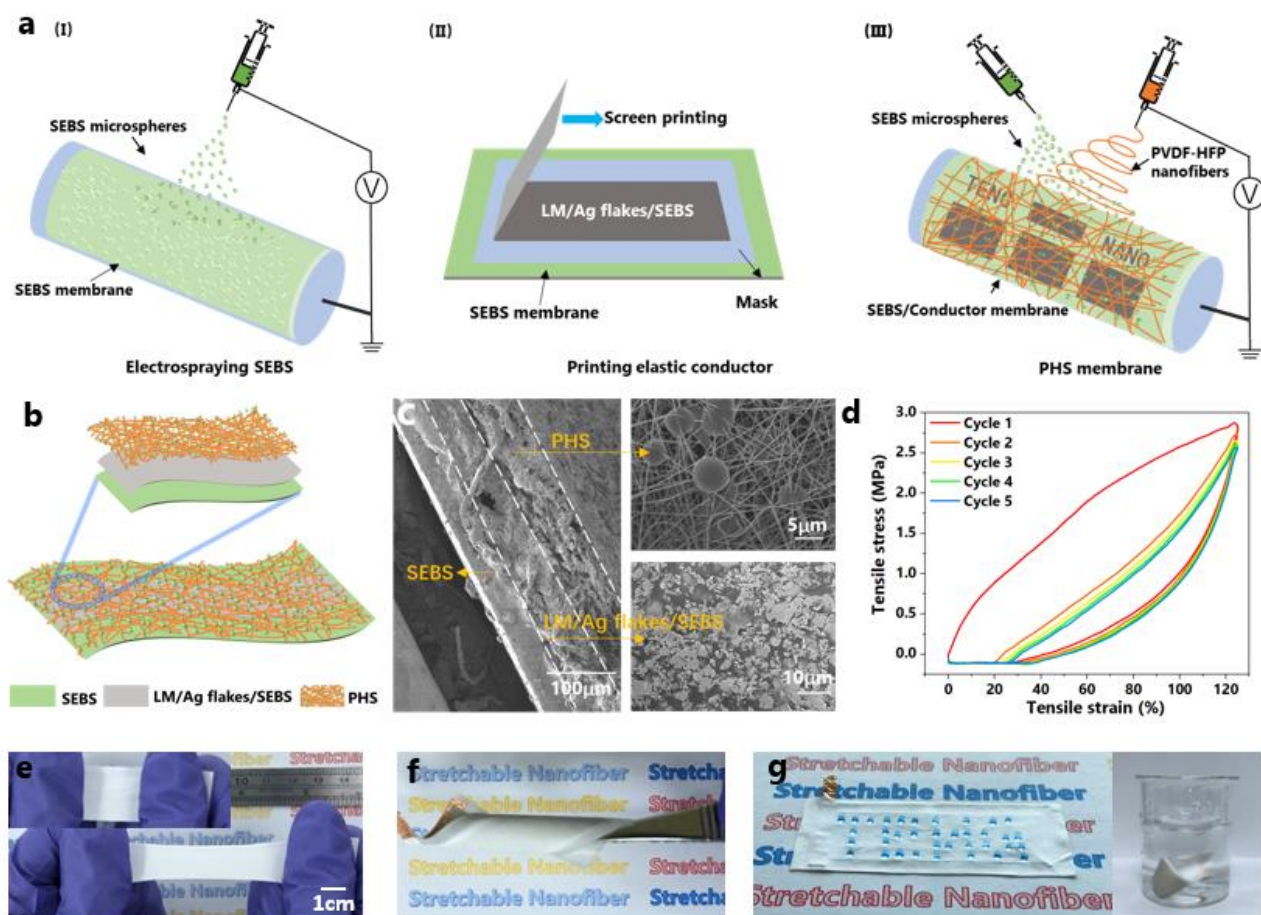 a
(I)
(II)
(III)
SEBS microspheres
V
SEBS membrane
Electrospraying SEBS
Screen printing
LM/Ag flakes/SEBS
SEBS membrane
Mask
Printing elastic conductor
SEBS microspheres
PVDF-HFP
nanofibers
V
TENG
NANO
SEBS/Conductor membrane
PHS membrane
b
SEBS
LM/Ag flakes/SEBS
PHS
c
PHS
5μm
SEBS
LM/Ag flakes/SEBS
100μm
10μm
d
Tensile stress (MPa)
3.0
2.5
2.0
1.5
1.0
0.5
0.0
Cycle 1
Cycle 2
Cycle 3
Cycle 4
Cycle 5
0
20
40
60
80
100
120
Tensile strain (%)
e
Stretchable
1cm
f
Stretchable Nanofiber
Stretchable Nanofiber
Stretchable Nanofiber
g
Stretchable Nanofiber
Stretchable Nanofiber
Stretchable Nanofiber